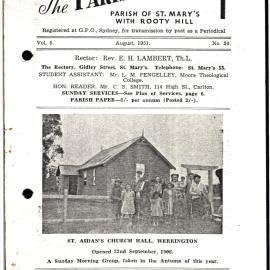 The PARISH
PARISH OF ST. MARY'S
WITH ROOTY HILL
Registered at G.P.O., Sydney, for transmission by post as a Periodical
Vol. 5. August, 1951. No. 50.
Rector: Rev. E. H. LAMBERT, Th.L.
The Rectory, Gidley Street, St. Mary's. Telephone: St. Mary's 55.
STUDENT ASSISTANT: Mr. L. M. PENGELLEY, Moore Theological
College.
HON. READER: Mr. C. S. SMITH, 114 High St., Carlton.
SUNDAY SERVICES—See Plan of Services, page 6.
PARISH PAPER—2/- per annum (Posted 2/-).
ST. AIDAN'S CHURCH HALL, WERRINGTON
Opened 22nd September, 1906.
A Sunday Morning Group, taken in the Autumn of this year.